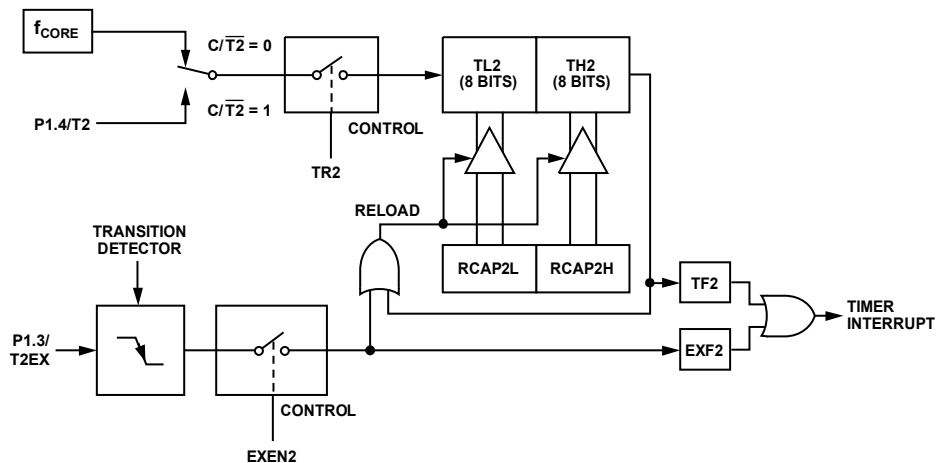 fCORE
C/T2 = 0
C/T2 = 1
P1.4/T2
CONTROL
TR2
TL2
(8 BITS)
TH2
(8 BITS)
RELOAD
TRANSITION
DETECTOR
RCAP2L
RCAP2H
TF2
TIMER
INTERRUPT
P1.3/
T2EX
EXF2
CONTROL
EXEN2